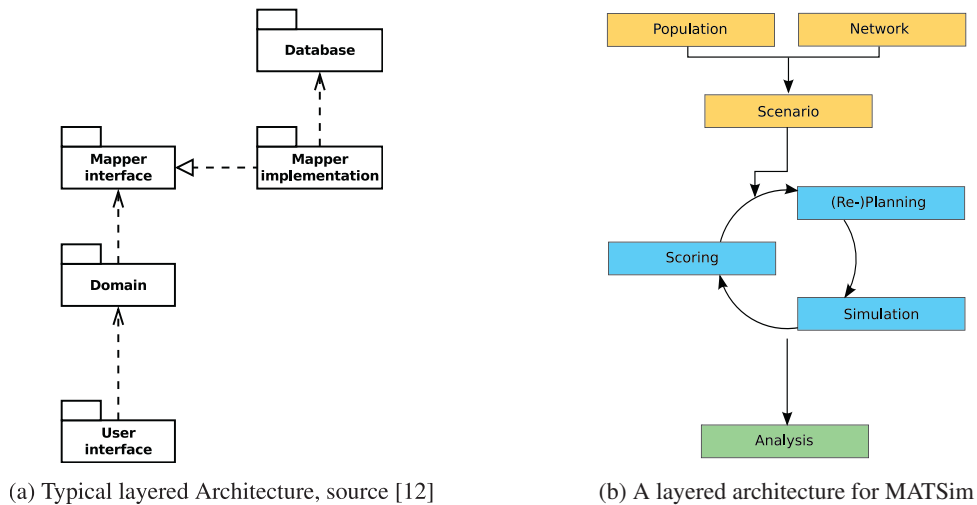 Database
Mapper
interface
Mapper
implementation
Domain
User
interface
(a) Typical layered Architecture, source [12]
Population
Network
Scenario
(Re-)Planning
Scoring
Simulation
Analysis
(b) A layered architecture for MATSim